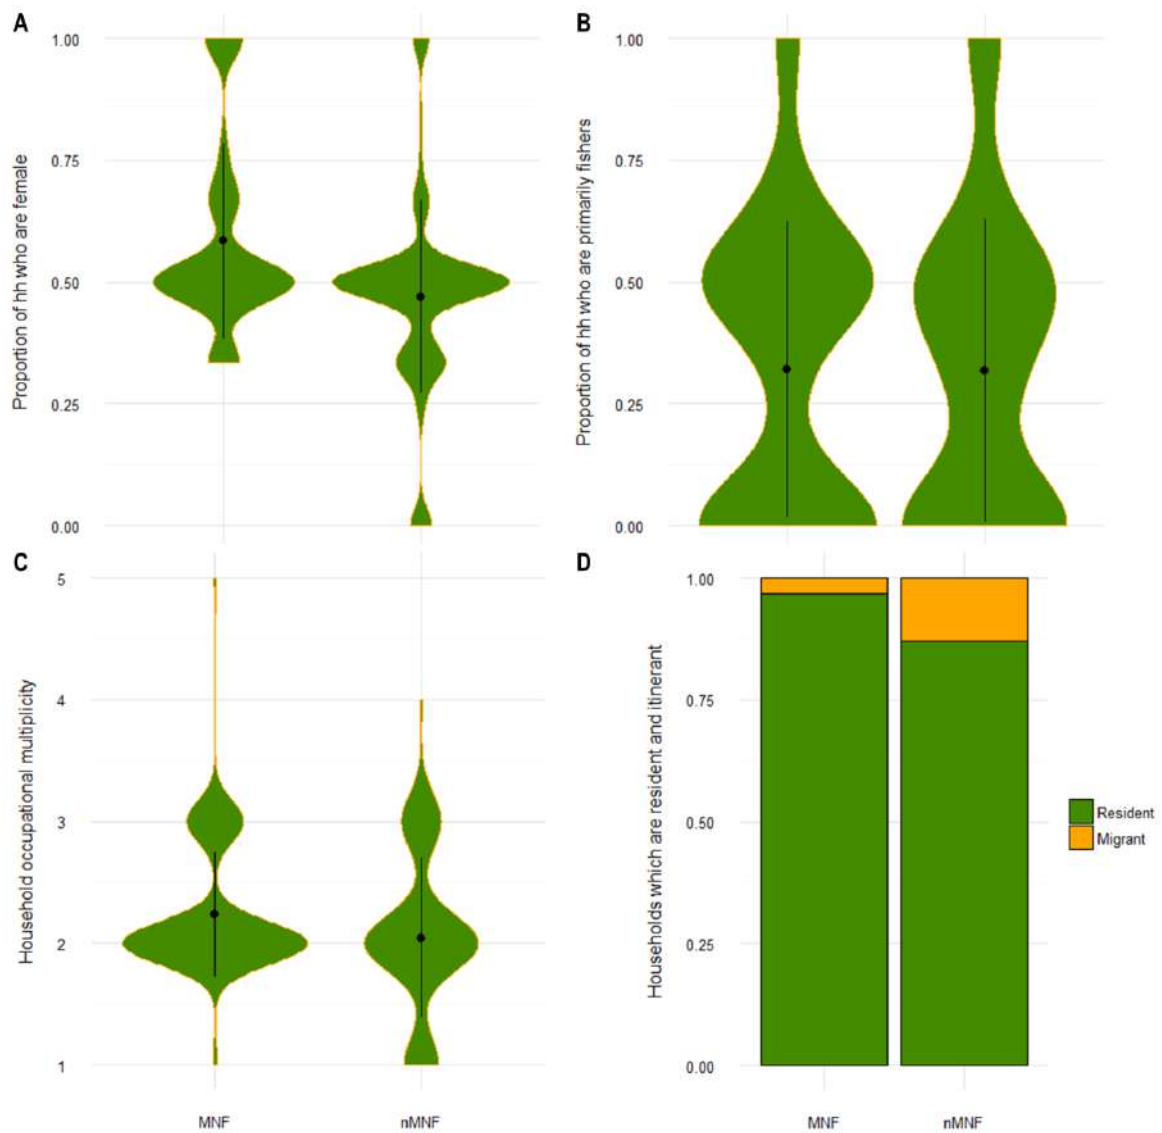 A
Proportion of hh who are female
1.00
0.75
0.50
0.25
0.00
B
Proportion of hh who are primarily fishers
1.00
0.75
0.50
0.25
0.00
C
Household occupational multiplicity
5
4
3
2
1
MNF
nMNF
D
Households which are resident and itinerant
1.00
0.75
0.50
0.25
0.00
MNF
nMNF
Resident
Migrant